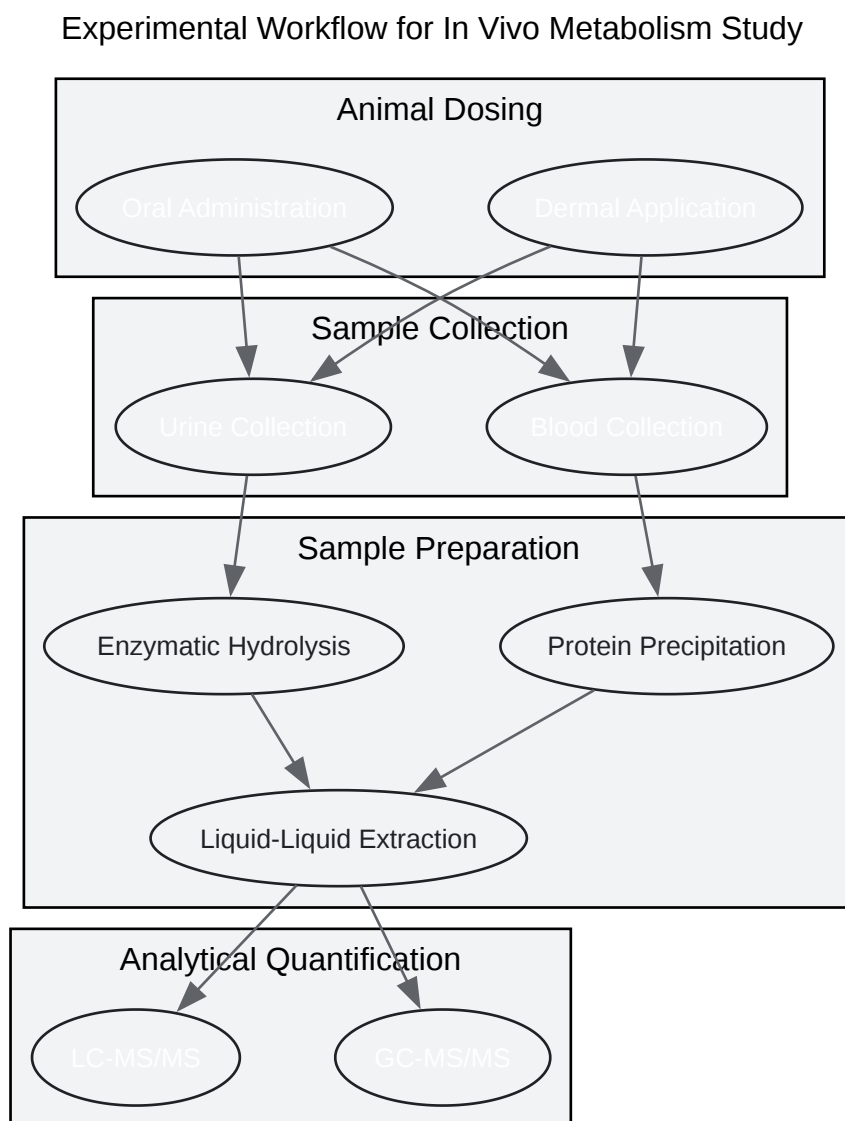 Experimental Workflow for In Vivo Metabolism Study
Animal Dosing
Oral Administration
Dermal Application
Sample Collection
Urine Collection
Blood Collection
Sample Preparation
Enzymatic Hydrolysis
Protein Precipitation
Liquid-Liquid Extraction
Analytical Quantification
LC-MS/MS
GC-MS/MS